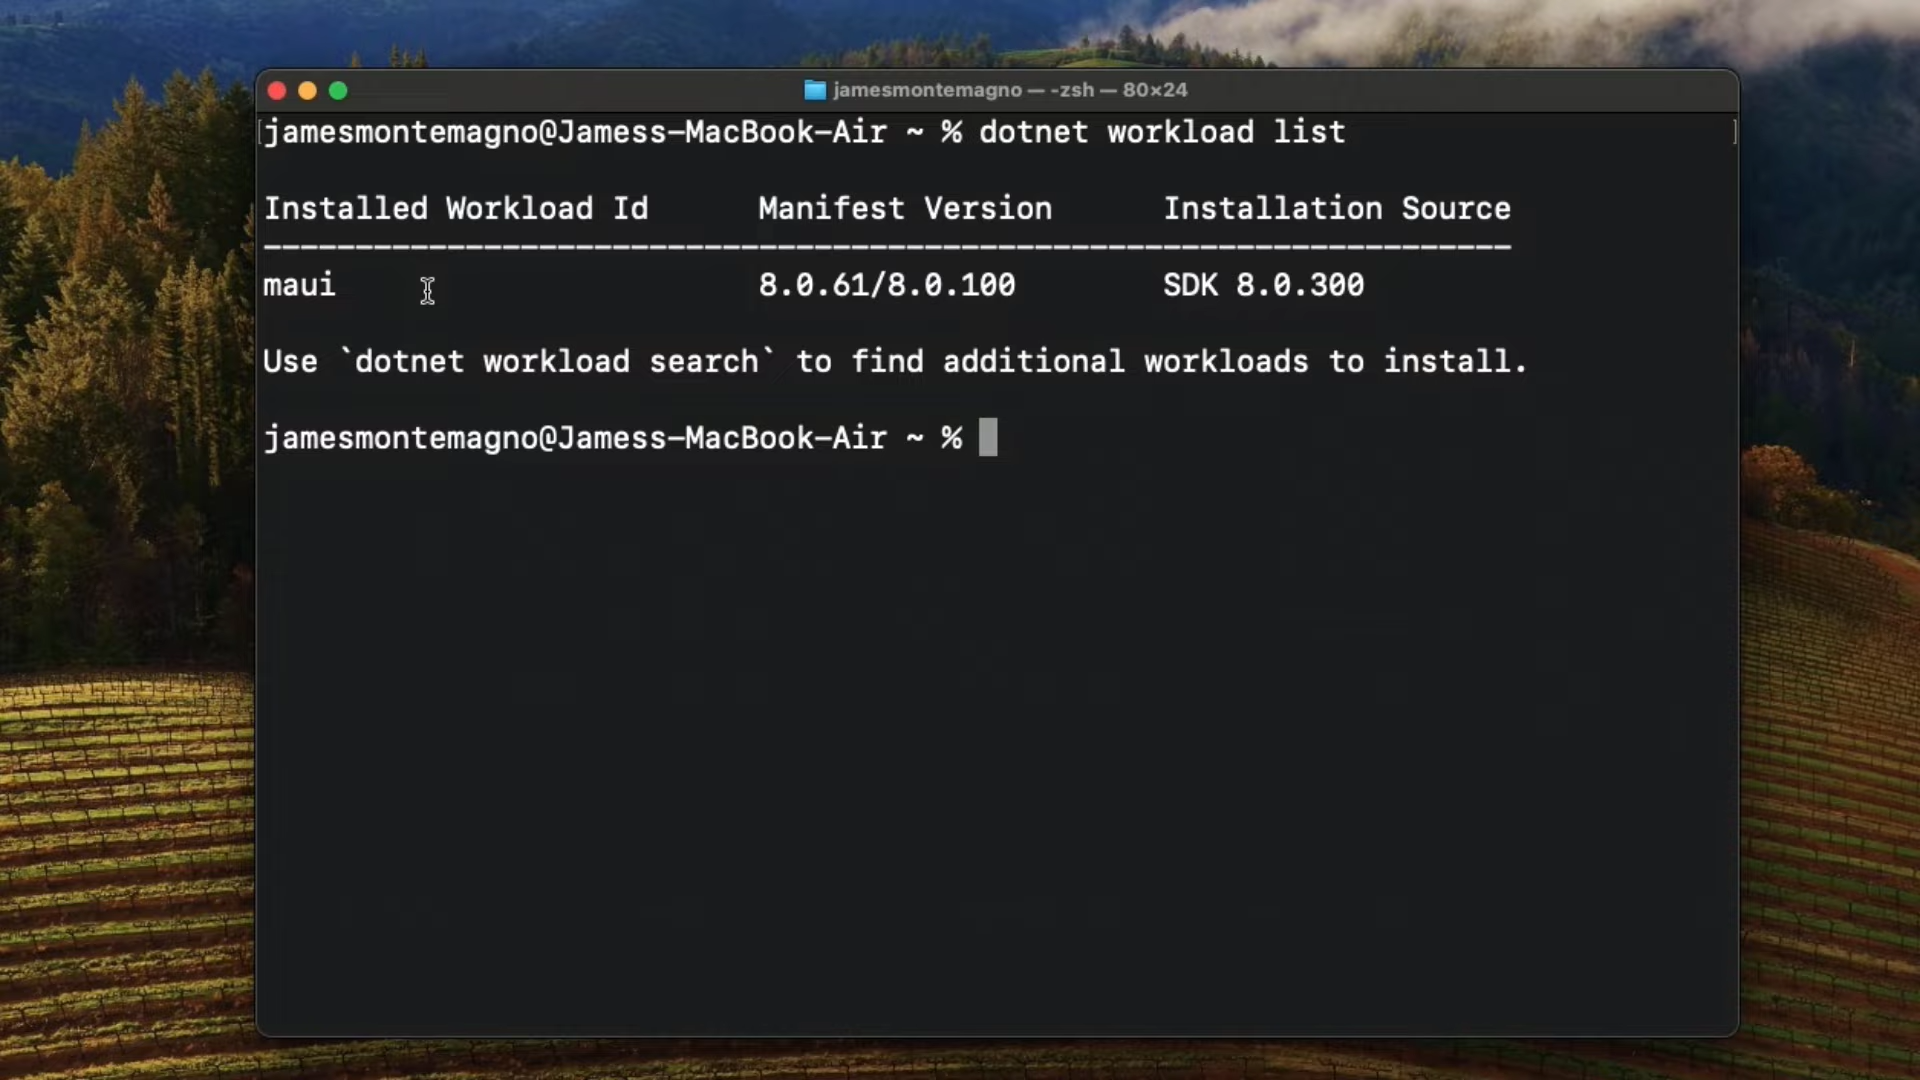 jamesmontemagno — -zsh — 80×24
[jamesmontemagno@Jamess-MacBook-Air ~ % dotnet workload list ]
Installed Workload Id Manifest Version Installation Source
--------------------------------------------------------------------
maui 8.0.61/8.0.100 SDK 8.0.300
Use `dotnet workload search` to find additional workloads to install.
jamesmontemagno@Jamess-MacBook-Air ~ %